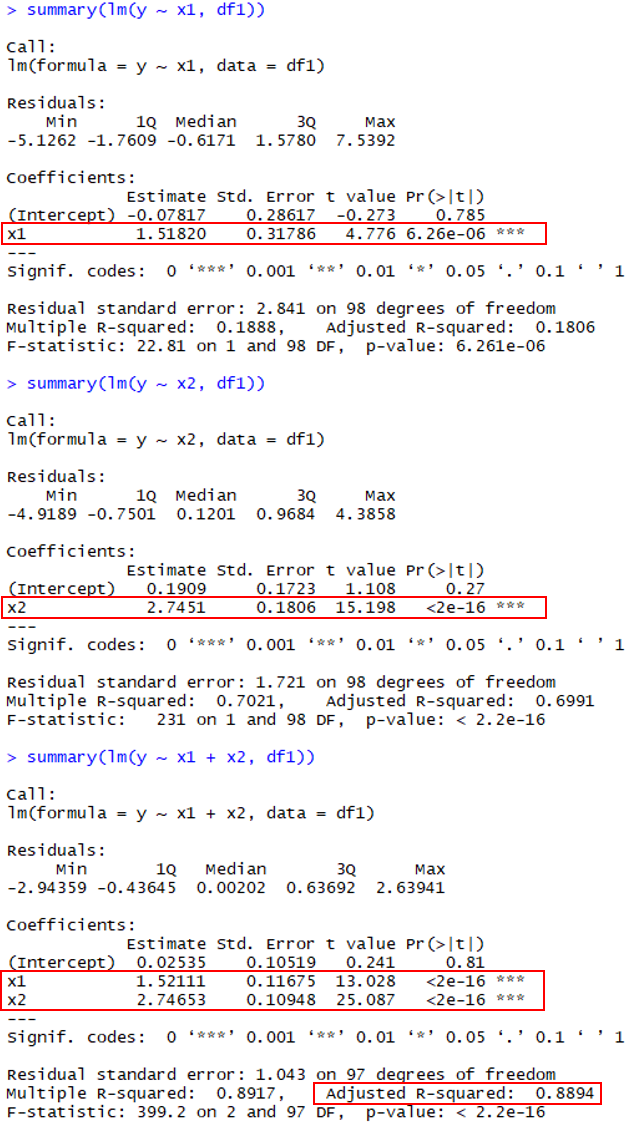 > summary(lm(y ~ x1, df1))
Call:
lm(formula = y ~ x1, data = df1)
Residuals:
    Min      1Q  Median      3Q     Max
-5.1262 -1.7609 -0.6171  1.5780  7.5392
Coefficients:
            Estimate Std. Error t value Pr(>|t|)
(Intercept) -0.07817    0.28617  -0.273    0.785
x1           1.51820    0.31786   4.776 6.26e-06 ***
---
Signif. codes:  0 ‘***’ 0.001 ‘**’ 0.01 ‘*’ 0.05 ‘.’ 0.1 ‘ ’ 1
Residual standard error: 2.841 on 98 degrees of freedom
Multiple R-squared:  0.1888,    Adjusted R-squared:  0.1806
F-statistic: 22.81 on 1 and 98 DF,  p-value: 6.261e-06
> summary(lm(y ~ x2, df1))
Call:
lm(formula = y ~ x2, data = df1)
Residuals:
    Min      1Q  Median      3Q     Max
-4.9189 -0.7501  0.1201  0.9684  4.3858
Coefficients:
            Estimate Std. Error t value Pr(>|t|)
(Intercept)   0.1909     0.1723   1.108     0.27
x2            2.7451     0.1806  15.198   <2e-16 ***
---
Signif. codes:  0 ‘***’ 0.001 ‘**’ 0.01 ‘*’ 0.05 ‘.’ 0.1 ‘ ’ 1
Residual standard error: 1.721 on 98 degrees of freedom
Multiple R-squared:  0.7021,    Adjusted R-squared:  0.6991
F-statistic:   231 on 1 and 98 DF,  p-value: < 2.2e-16
> summary(lm(y ~ x1 + x2, df1))
Call:
lm(formula = y ~ x1 + x2, data = df1)
Residuals:
     Min       1Q   Median       3Q      Max
-2.94359 -0.43645  0.00202  0.63692  2.63941
Coefficients:
            Estimate Std. Error t value Pr(>|t|)
(Intercept)  0.02535    0.10519   0.241     0.81
x1           1.52111    0.11675  13.028   <2e-16 ***
x2           2.74653    0.10948  25.087   <2e-16 ***
---
Signif. codes:  0 ‘***’ 0.001 ‘**’ 0.01 ‘*’ 0.05 ‘.’ 0.1 ‘ ’ 1
Residual standard error: 1.043 on 97 degrees of freedom
Multiple R-squared:  0.8917,    Adjusted R-squared:  0.8894
F-statistic: 399.2 on 2 and 97 DF,  p-value: < 2.2e-16